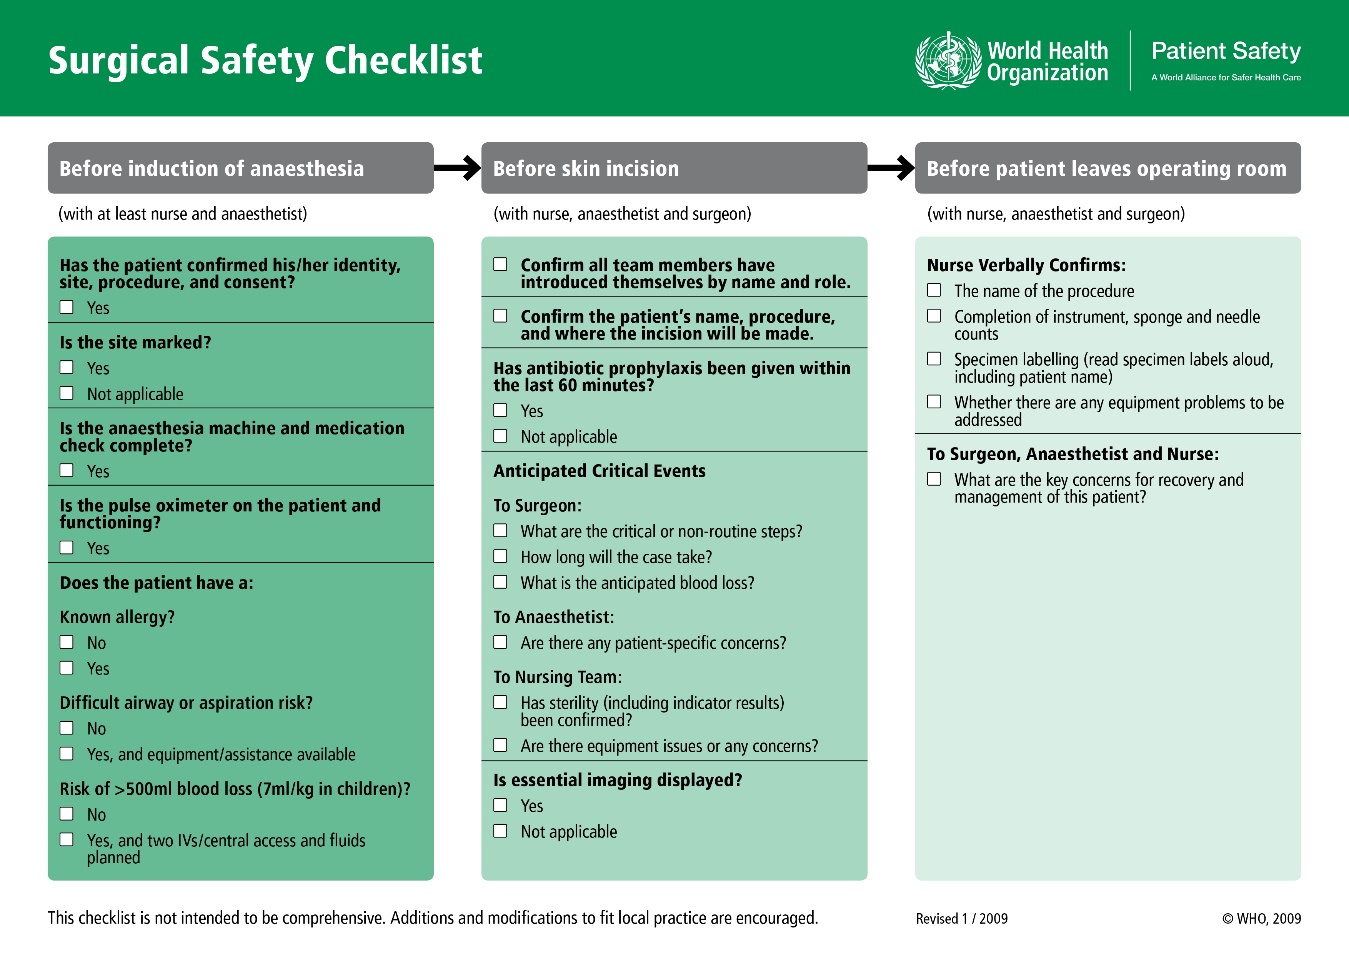 Surgical Safety Checklist
World Health
Organization
Patient Safety
A World Alliance for Safer Health Care
Before induction of anaesthesia
(with at least nurse and anaesthetist)
Has the patient confirmed his/her identity,
site, procedure, and consent?
Yes
Is the site marked?
Yes
Not applicable
Is the anaesthesia machine and medication
check complete?
Yes
Is the pulse oximeter on the patient and
functioning?
Yes
Does the patient have a:
Known allergy?
No
Yes
Difficult airway or aspiration risk?
No
Yes, and equipment/assistance available
Risk of >500ml blood loss (7ml/kg in children)?
No
Yes, and two IVs/central access and fluids
planned
Before skin incision
(with nurse, anaesthetist and surgeon)
Confirm all team members have
introduced themselves by name and role.
Confirm the patient’s name, procedure,
and where the incision will be made.
Has antibiotic prophylaxis been given within
the last 60 minutes?
Yes
Not applicable
Anticipated Critical Events
To Surgeon:
What are the critical or non-routine steps?
How long will the case take?
What is the anticipated blood loss?
To Anaesthetist:
Are there any patient-specific concerns?
To Nursing Team:
Has sterility (including indicator results)
been confirmed?
Are there equipment issues or any concerns?
Is essential imaging displayed?
Yes
Not applicable
Before patient leaves operating room
(with nurse, anaesthetist and surgeon)
Nurse Verbally Confirms:
The name of the procedure
Completion of instrument, sponge and needle
counts
Specimen labelling (read specimen labels aloud,
including patient name)
Whether there are any equipment problems to be
addressed
To Surgeon, Anaesthetist and Nurse:
What are the key concerns for recovery and
management of this patient?
This checklist is not intended to be comprehensive. Additions and modifications to fit local practice are encouraged.
Revised 1 / 2009
© WHO, 2009